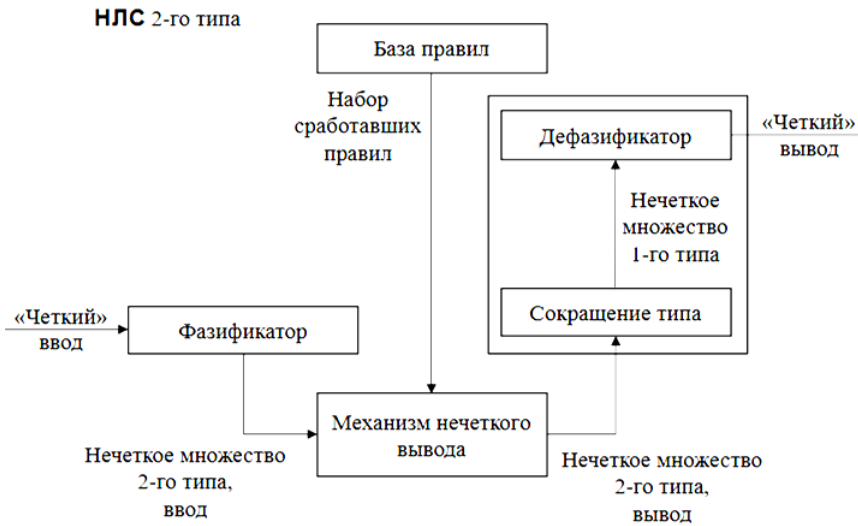 НЛС 2-го типа
База правил
Набор
сработавших
правил
Дефазификатор
«Четкий»
вывод
Нечеткое
множество
1-го типа
Сокращение типа
«Четкий»
ввод
Фазификатор
Механизм нечеткого
вывода
Нечеткое множество
2-го типа,
ввод
Нечеткое множество
2-го типа,
вывод